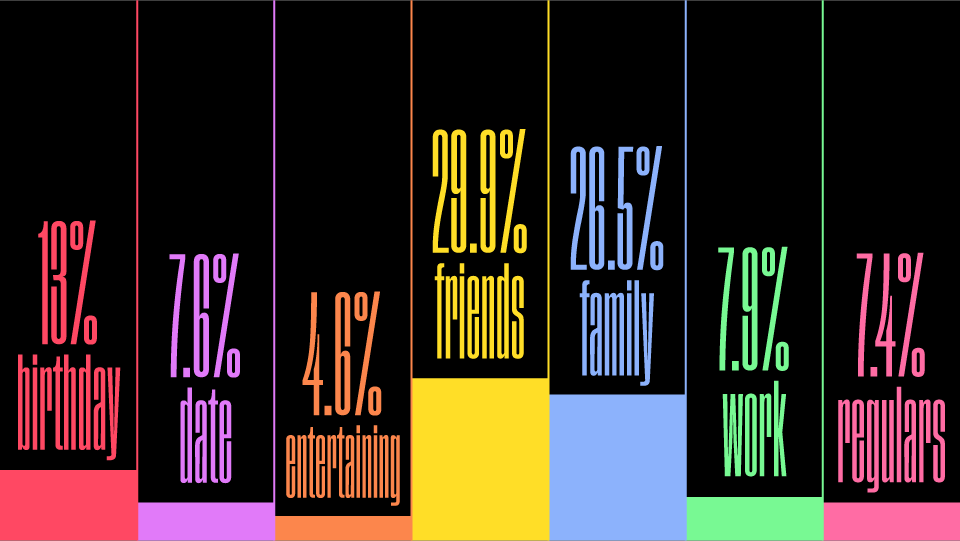 13%
birthday
7.6%
date
4.6%
entertaining
29.9%
friends
26.5%
family
7.9%
work
7.4%
regulars